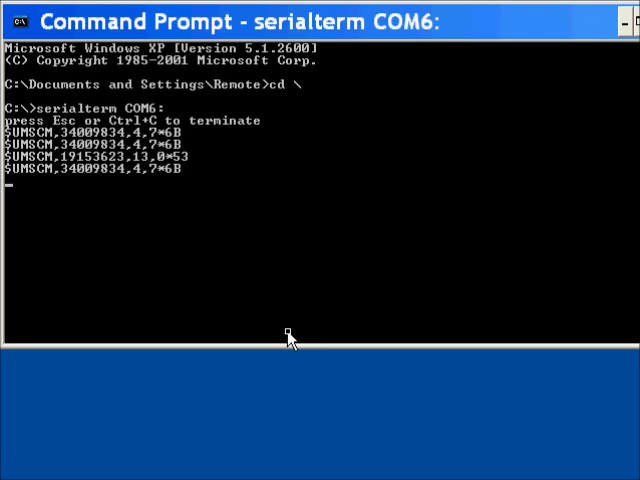 Command Prompt - serialterm COM6:
Microsoft Windows XP [Version 5.1.2600]
(C) Copyright 1985-2001 Microsoft Corp.
C:\Documents and Settings\Remote>cd \
C:\>serialterm COM6:
press Esc or Ctrl+C to terminate
$UMSCM,34009834,4,7*6B
$UMSCM,34009834,4,7*6B
$UMSCM,19153623,13,0*53
$UMSCM,34009834,4,7*6B